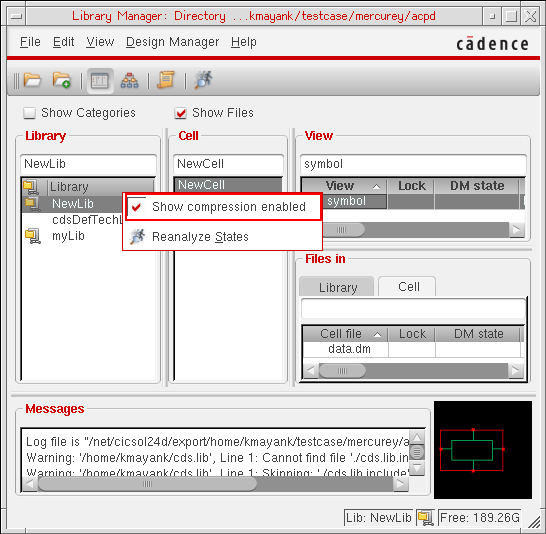 Library Manager: Directory ...kmayank/testcase/mercurey/acpd
File Edit View Design Manager Help
cādence
Show Categories
Show Files
Library
NewLib
Library
NewLib
cdsDefTechL
myLib
Cell
NewCell
NewCell
Show compression enabled
Reanalyze States
View
symbol
View Lock DM state
symbol
Files in
Library Cell
Cell file Lock DM state
data.dm
Messages
Log file is "/net/cicsol24d/export/home/kmayank/testcase/mercurey/ac
Warning: '/home/kmayank/cds.lib', Line 1: Cannot find file './cds.lib.in
Warning: '/home/kmayank/cds.lib', Line 1: Skipping: './cds.lib.include'
Lib: NewLib
Free: 189.26G